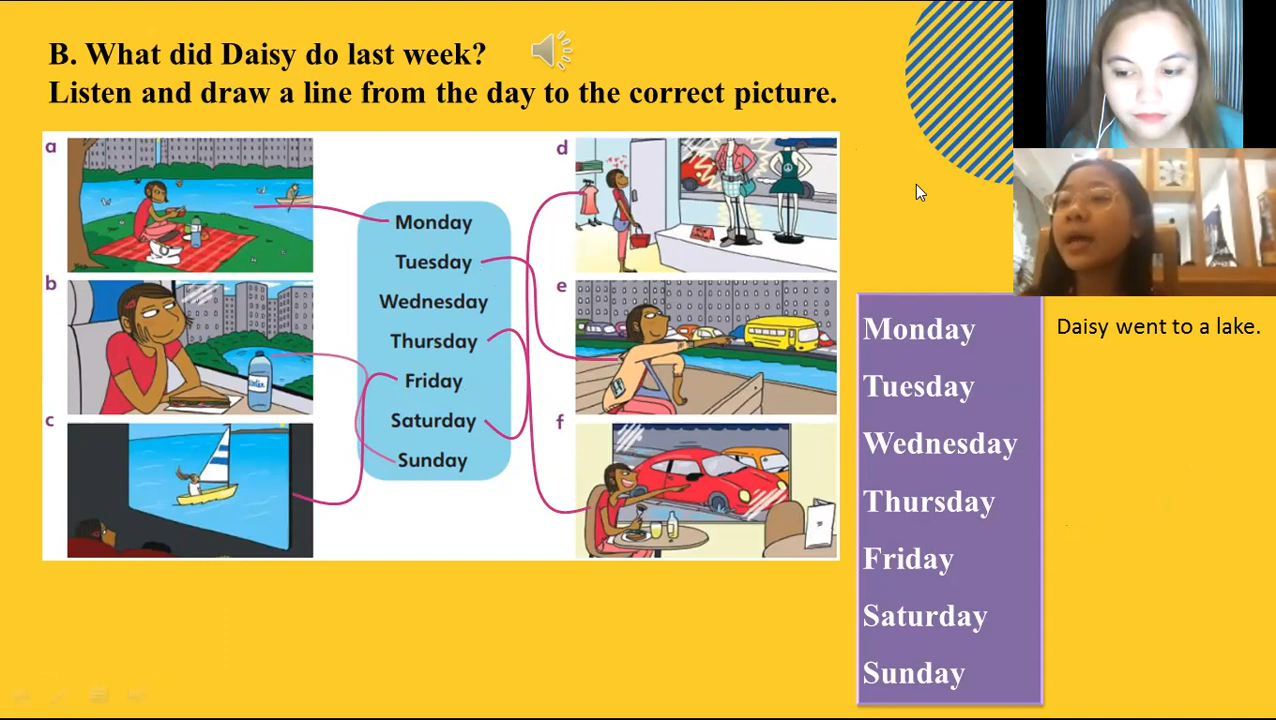 B. What did Daisy do last week?
Listen and draw a line from the day to the correct picture.
a
b
c
Monday
Tuesday
Wednesday
Thursday
Friday
Saturday
Sunday
d
e
f
Monday
Tuesday
Wednesday
Thursday
Friday
Saturday
Sunday
Daisy went to a lake.